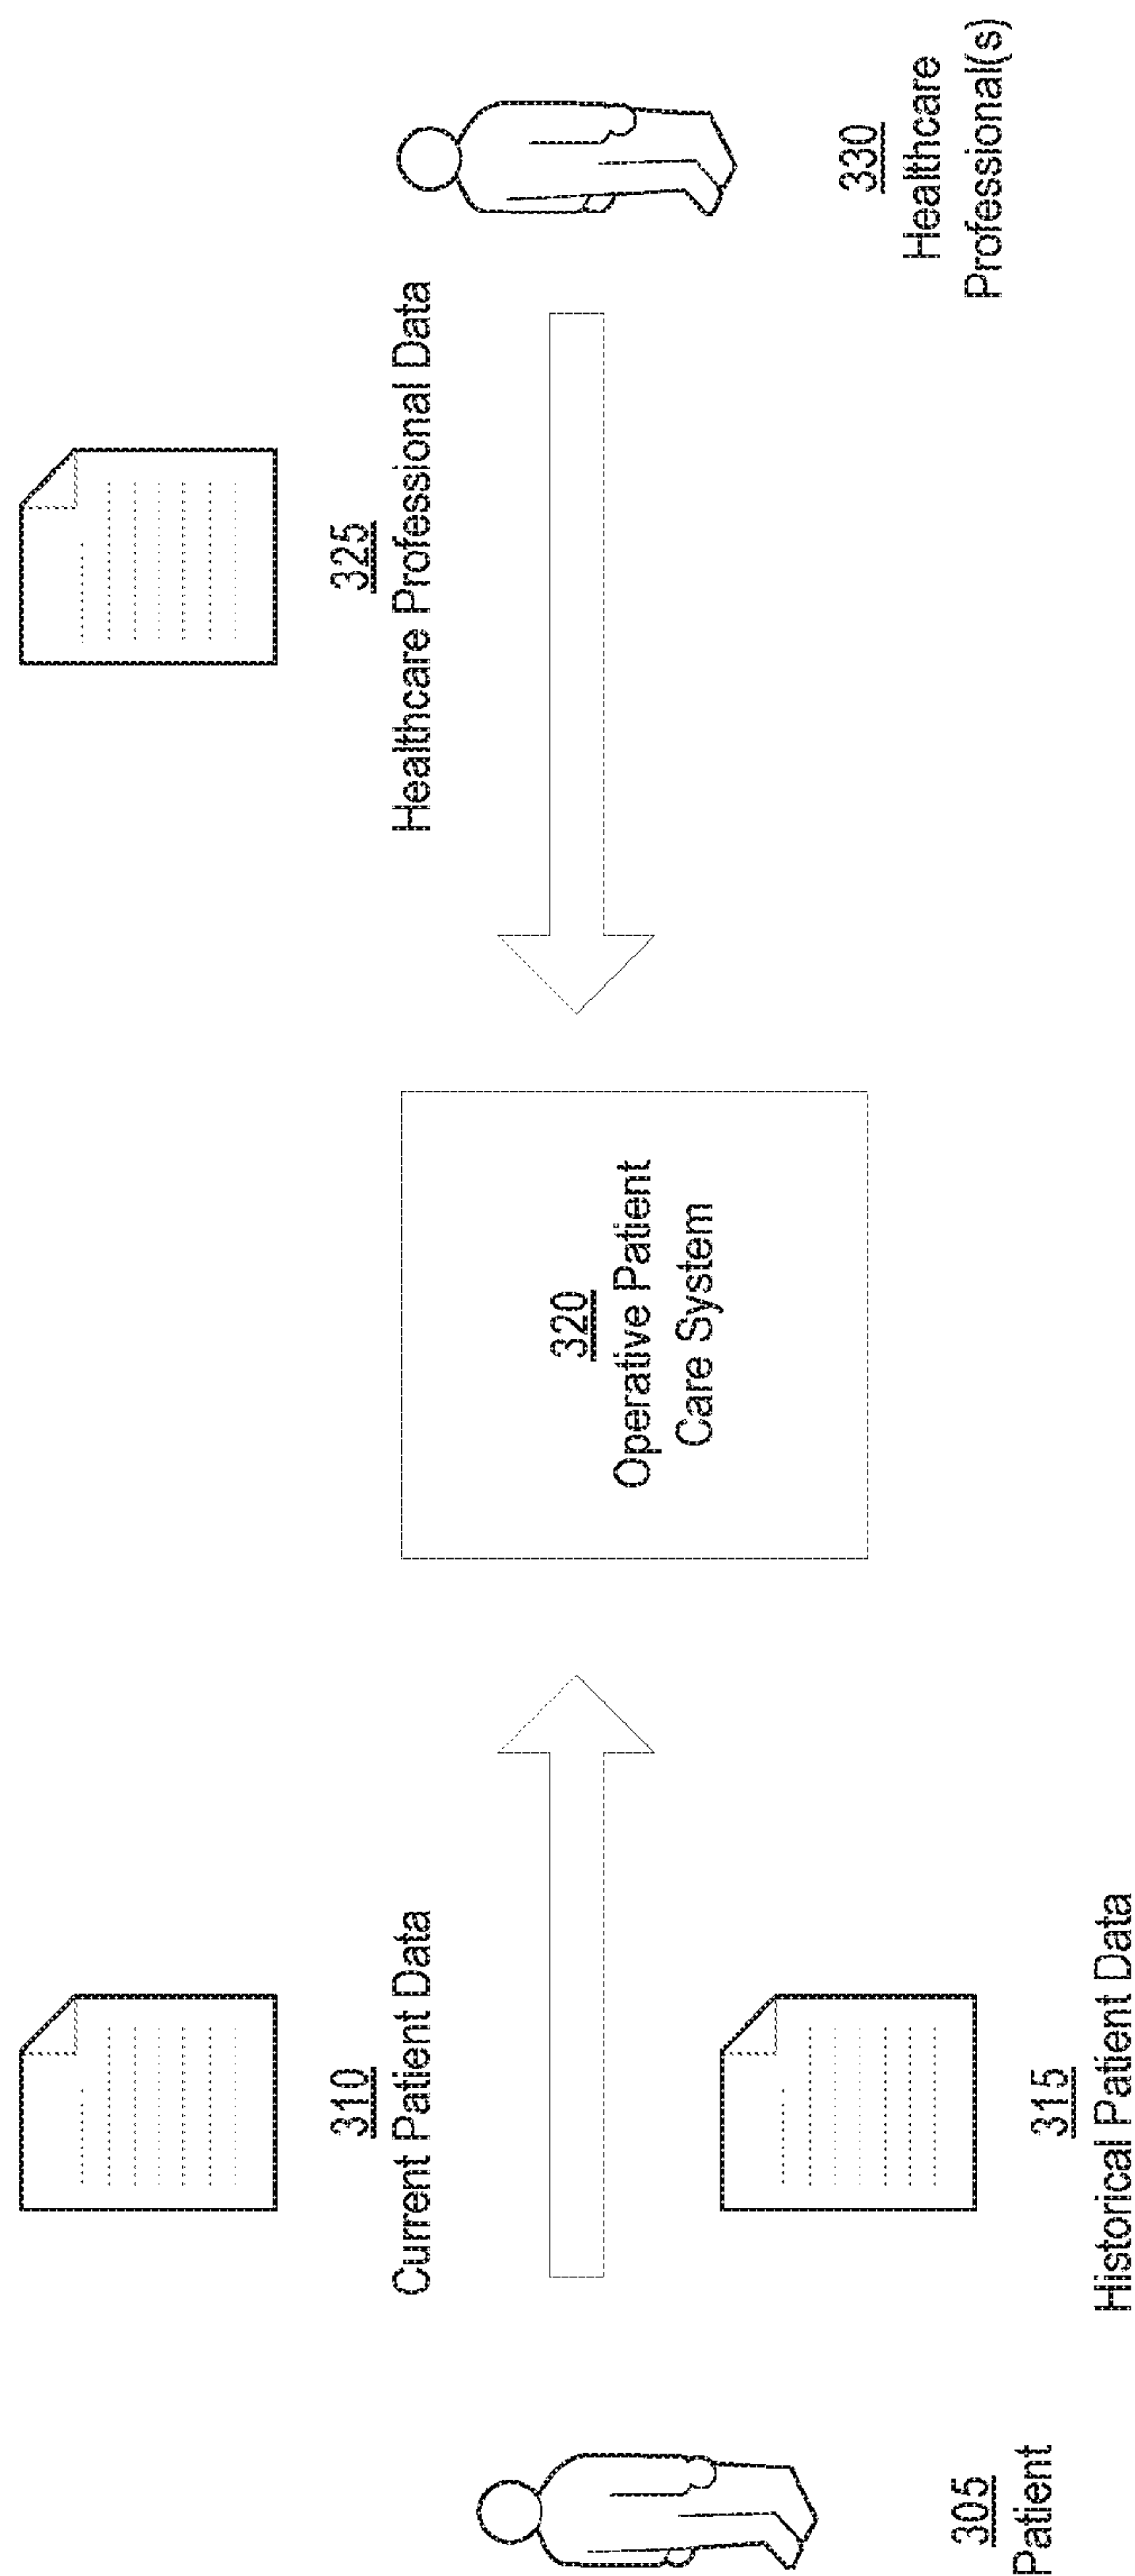 310
Current Patient Data
325
Healthcare Professional Data
320
Operative Patient
Care System
305
Patient
315
Historical Patient Data
330
Healthcare
Professional(s)